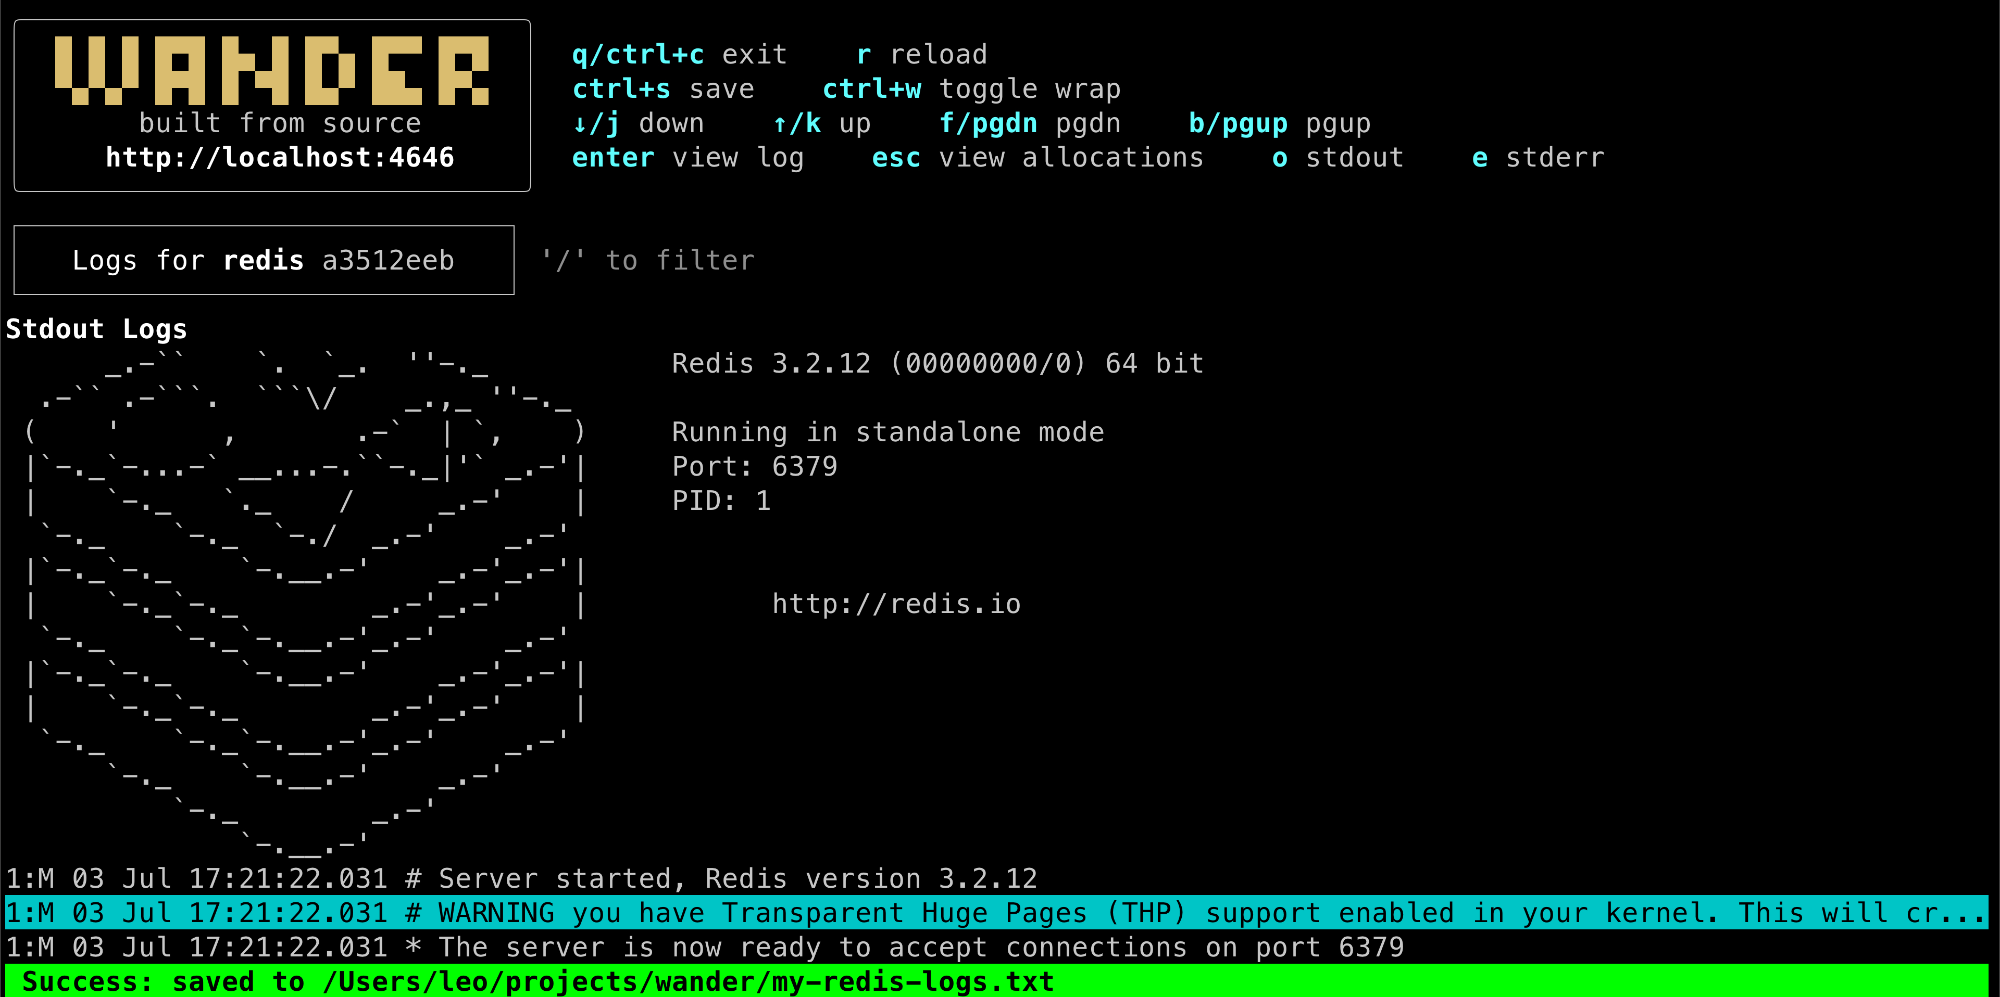 WANDER
built from source
http://localhost:4646
q/ctrl+c exit    r reload
ctrl+s save    ctrl+w toggle wrap
↓/j down    ↑/k up    f/pgdn pgdn    b/pgup pgup
enter view log    esc view allocations    o stdout    e stderr
Logs for redis a3512eeb
'/' to filter
Stdout Logs
Redis 3.2.12 (00000000/0) 64 bit
Running in standalone mode
Port: 6379
PID: 1
http://redis.io
1:M 03 Jul 17:21:22.031 # Server started, Redis version 3.2.12
1:M 03 Jul 17:21:22.031 # WARNING you have Transparent Huge Pages (THP) support enabled in your kernel. This will cr...
1:M 03 Jul 17:21:22.031 * The server is now ready to accept connections on port 6379
Success: saved to /Users/leo/projects/wander/my-redis-logs.txt